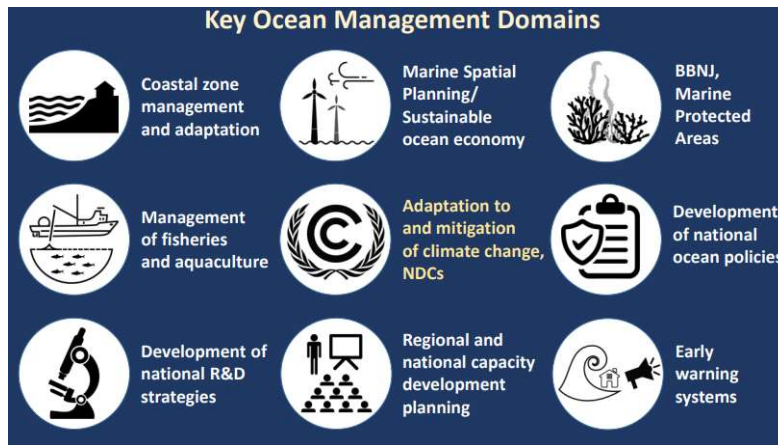 Key Ocean Management Domains
Coastal zone
management
and adaptation
Marine Spatial
Planning/
Sustainable
ocean economy
BBNJ,
Marine
Protected
Areas
Management
of fisheries
and aquaculture
Adaptation to
and mitigation
of climate change,
NDCs
Development
of national
ocean policies
Development of
national R&D
strategies
Regional and
national capacity
development
planning
Early
warning
systems